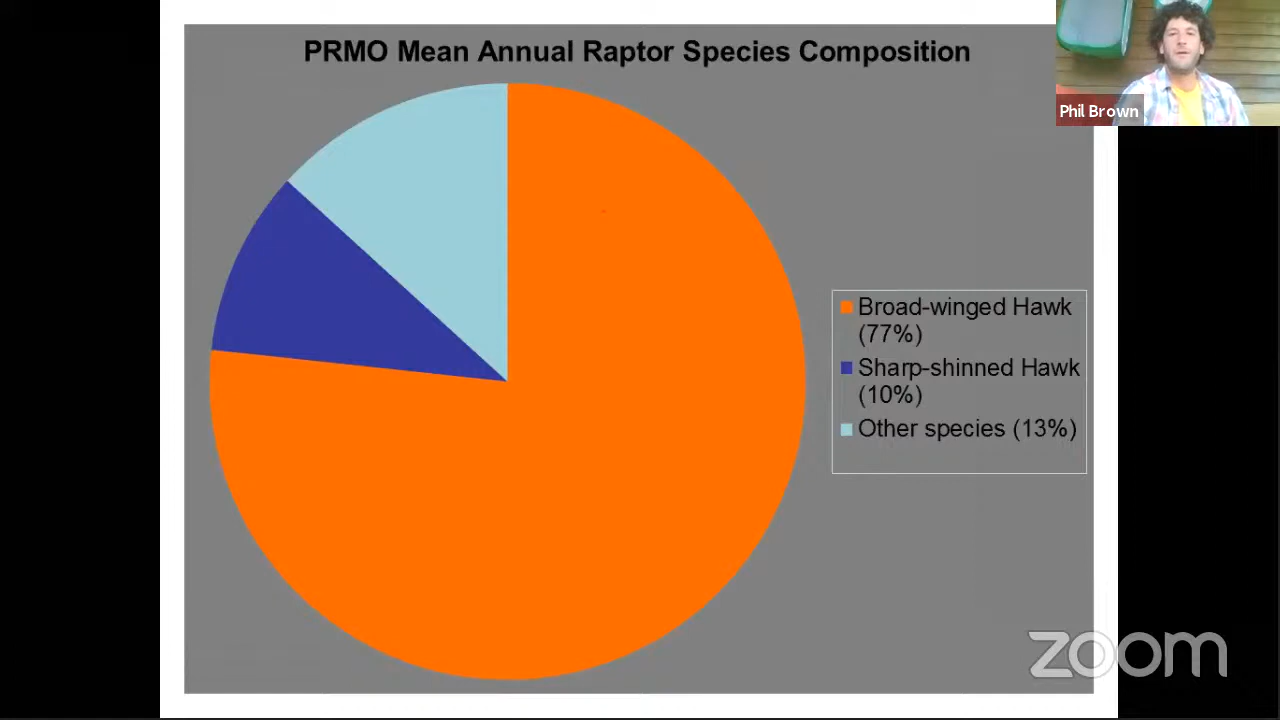 PRMO Mean Annual Raptor Species Composition
Phil Brown
Broad-winged Hawk
(77%)
Sharp-shinned Hawk
(10%)
Other species (13%)
zoom